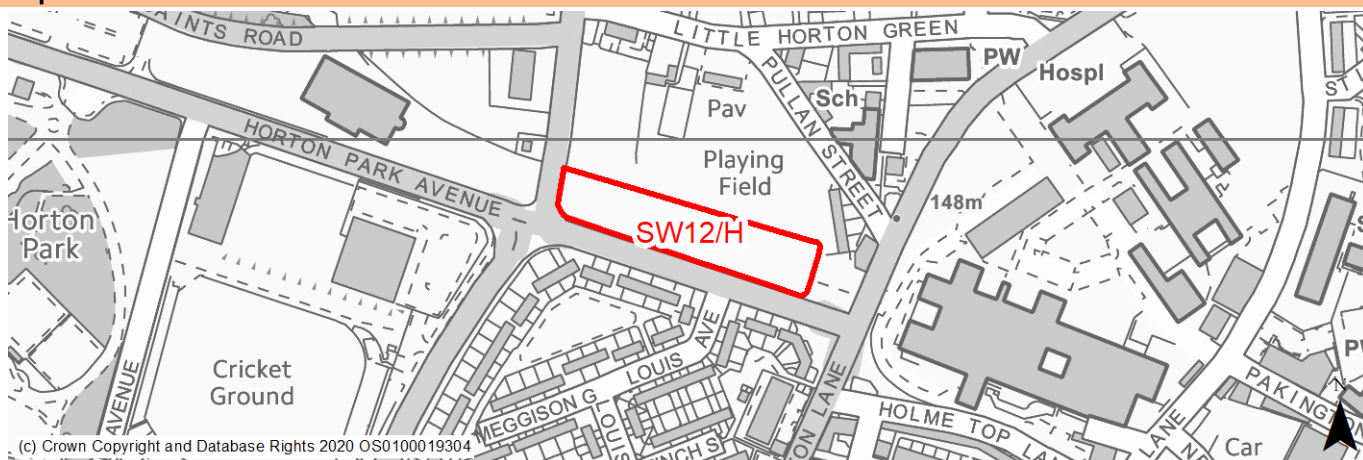 AINTS ROAD
LITTLE HORTON GREEN
PW
Hospl
PULLAN STREET
Sch
Pav
HORTON PARK AVENUE
Playing
Field
148m
Horton
Park
SW12/H
Cricket
Ground
AVENUE
LOUIS AVE
MEGGISON G
LOUIS
INCH S
ON LANE
HOLME TOP LAN
LANE
PAKING
Car
N
(c) Crown Copyright and Database Rights 2020 OS0100019304